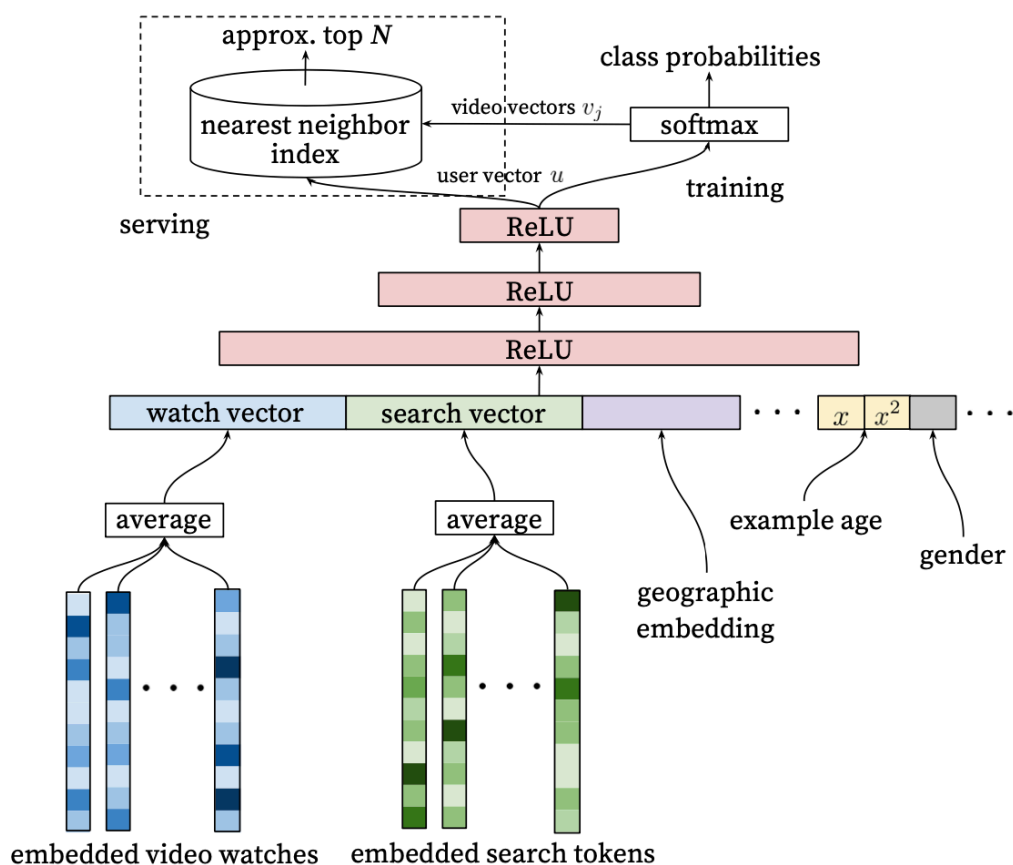 approx. top N
class probabilities
nearest neighbor
index
video vectors v_j
softmax
user vector u
training
serving
ReLU
ReLU
ReLU
watch vector
search vector
. . .
x
x²
. . .
average
average
example age
gender
geographic
embedding
. . .
. . .
embedded video watches
embedded search tokens